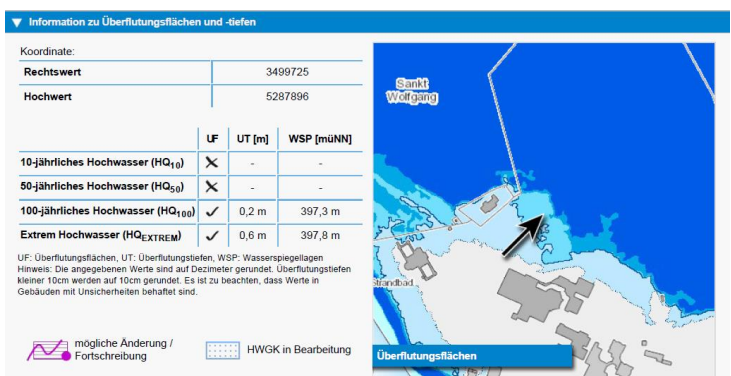 Information zu Überflutungsflächen und -tiefen
Koordinate:
Rechtswert 3499725
Hochwert 5287896
UF UT [m] WSP [müNN]
10-jährliches Hochwasser (HQ10) - -
50-jährliches Hochwasser (HQ50) - -
100-jährliches Hochwasser (HQ100) 0,2 m 397,3 m
Extrem Hochwasser (HQEXTREM) 0,6 m 397,8 m
UF: Überflutungsflächen, UT: Überflutungstiefen, WSP: Wasserspiegellagen
Hinweis: Die angegebenen Werte sind auf Dezimeter gerundet. Überflutungstiefen
kleiner 10cm werden auf 10cm gerundet. Es ist zu beachten, dass Werte in
Gebäuden mit Unsicherheiten behaftet sind.
mögliche Änderung /
Fortschreibung
HWGK in Bearbeitung
Sankt
Wolfgang
Strandbad
Überflutungsflächen